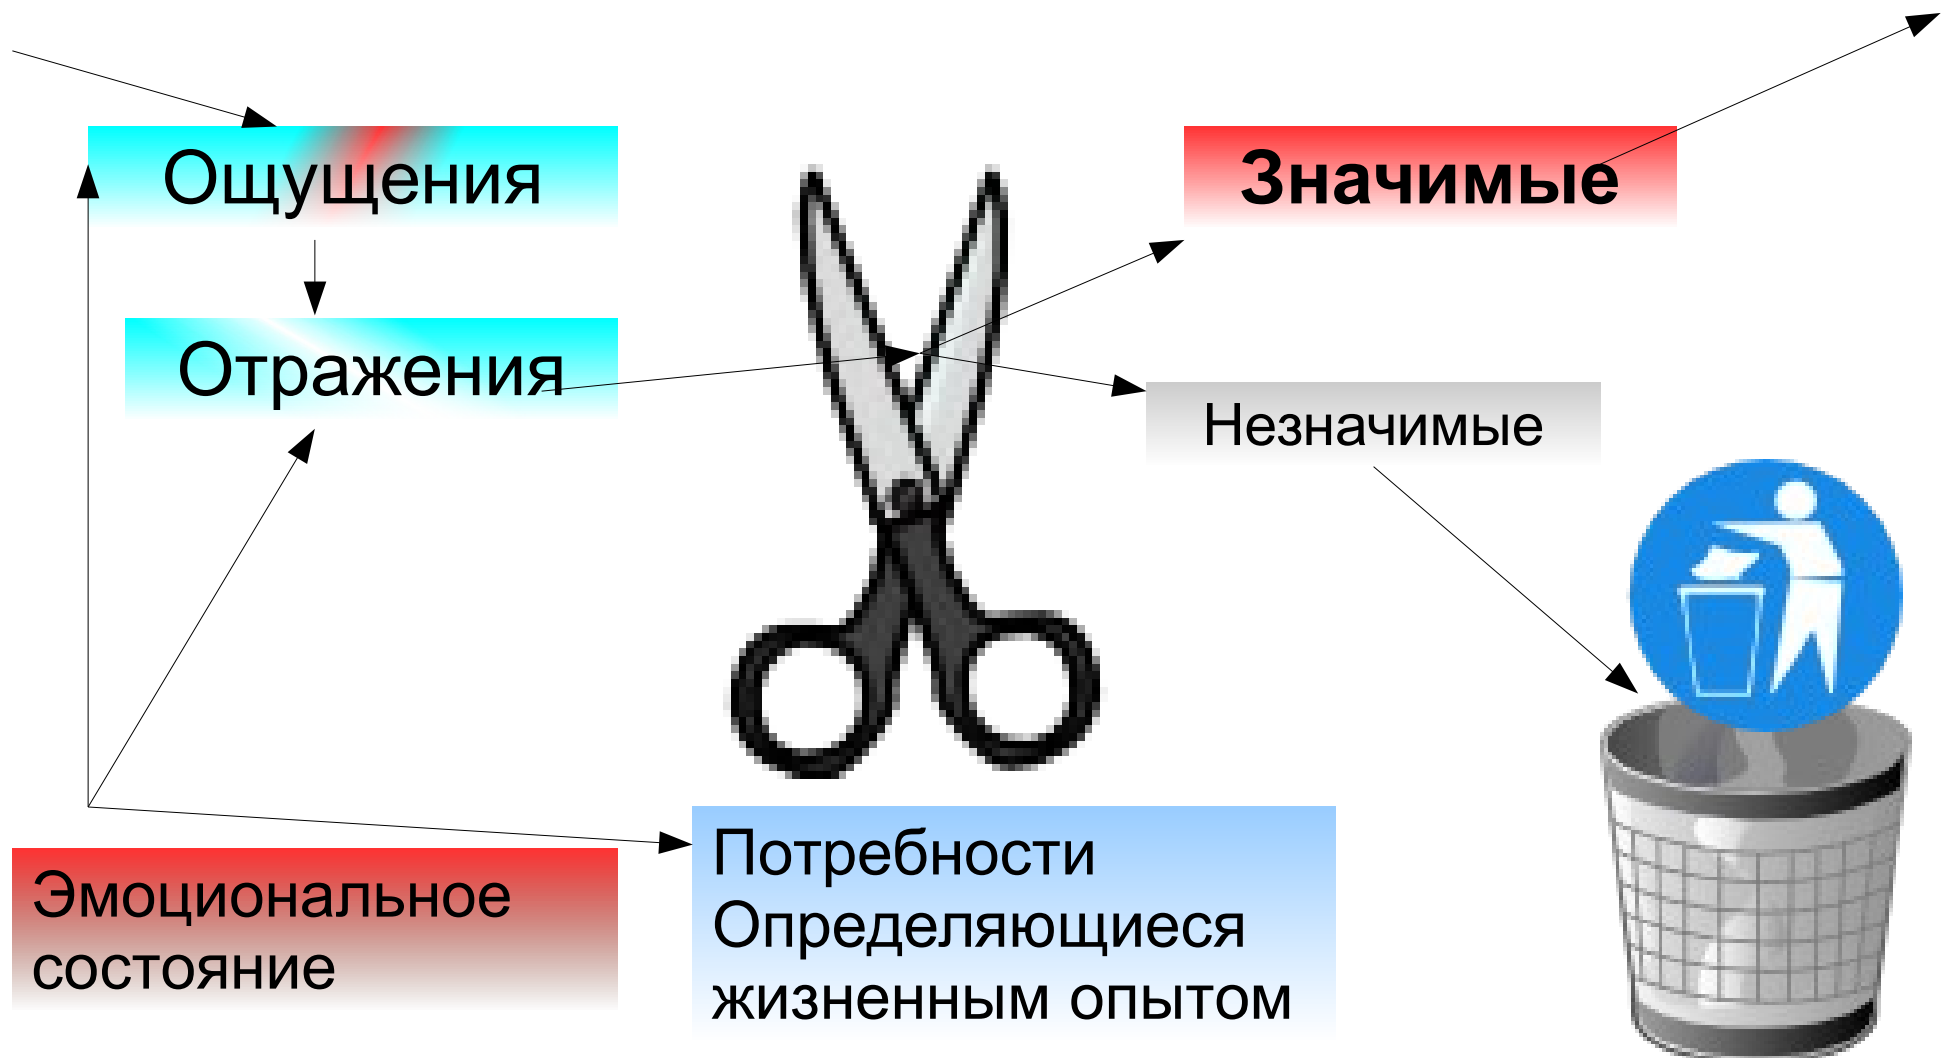 Ощущения
Значимые
Отражения
Незначимые
Эмоциональное
состояние
Потребности
Определяющиеся
жизненным опытом